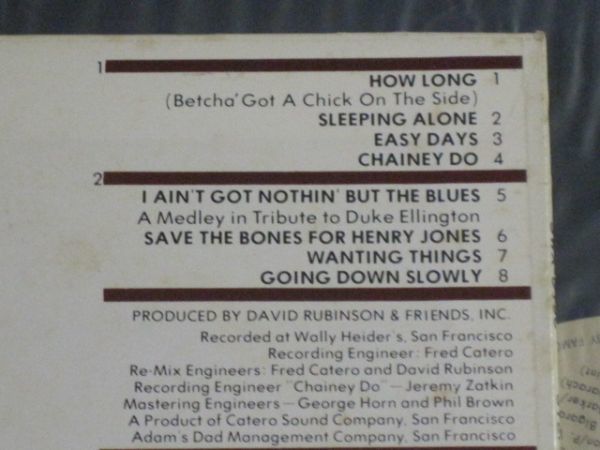 1
HOW LONG 1
(Betcha' Got A Chick On The Side)
SLEEPING ALONE 2
EASY DAYS 3
CHAINEY DO 4
2
I AIN'T GOT NOTHIN' BUT THE BLUES 5
A Medley in Tribute to Duke Ellington
SAVE THE BONES FOR HENRY JONES 6
WANTING THINGS 7
GOING DOWN SLOWLY 8
PRODUCED BY DAVID RUBINSON & FRIENDS, INC.
Recorded at Wally Heider's, San Francisco
Recording Engineer: Fred Catero
Re-Mix Engineers: Fred Catero and David Rubinson
Recording Engineer "Chainey Do" — Jeremy Zatkin
Mastering Engineers — George Horn and Phil Brown
A Product of Catero Sound Company, San Francisco
Adam's Dad Management Company, San Francisco